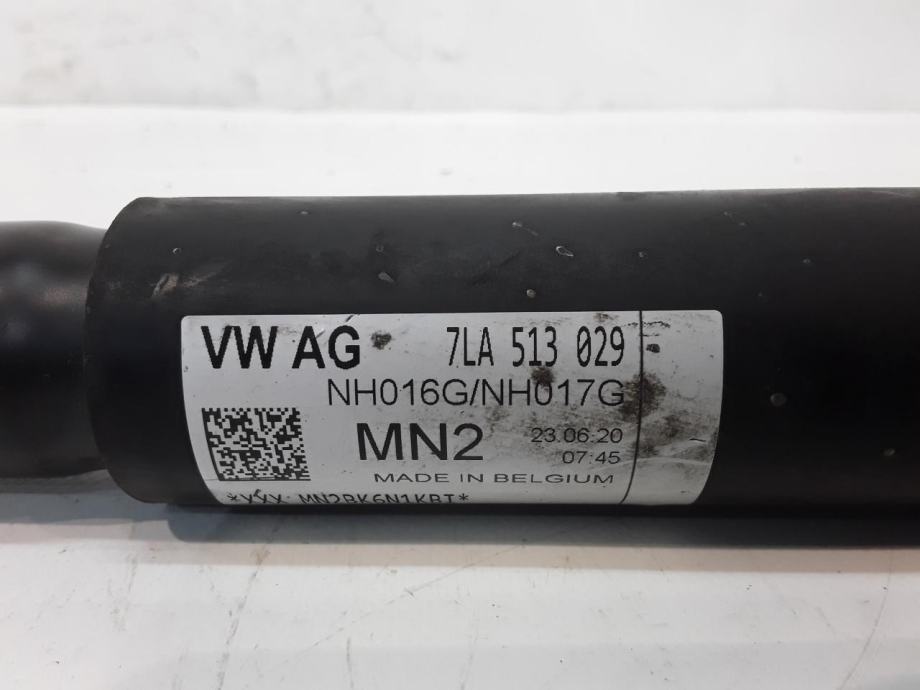 VW AG 7LA 513 029
NH016G/NH017G
MN2 23.06.20
07:45
MADE IN BELGIUM